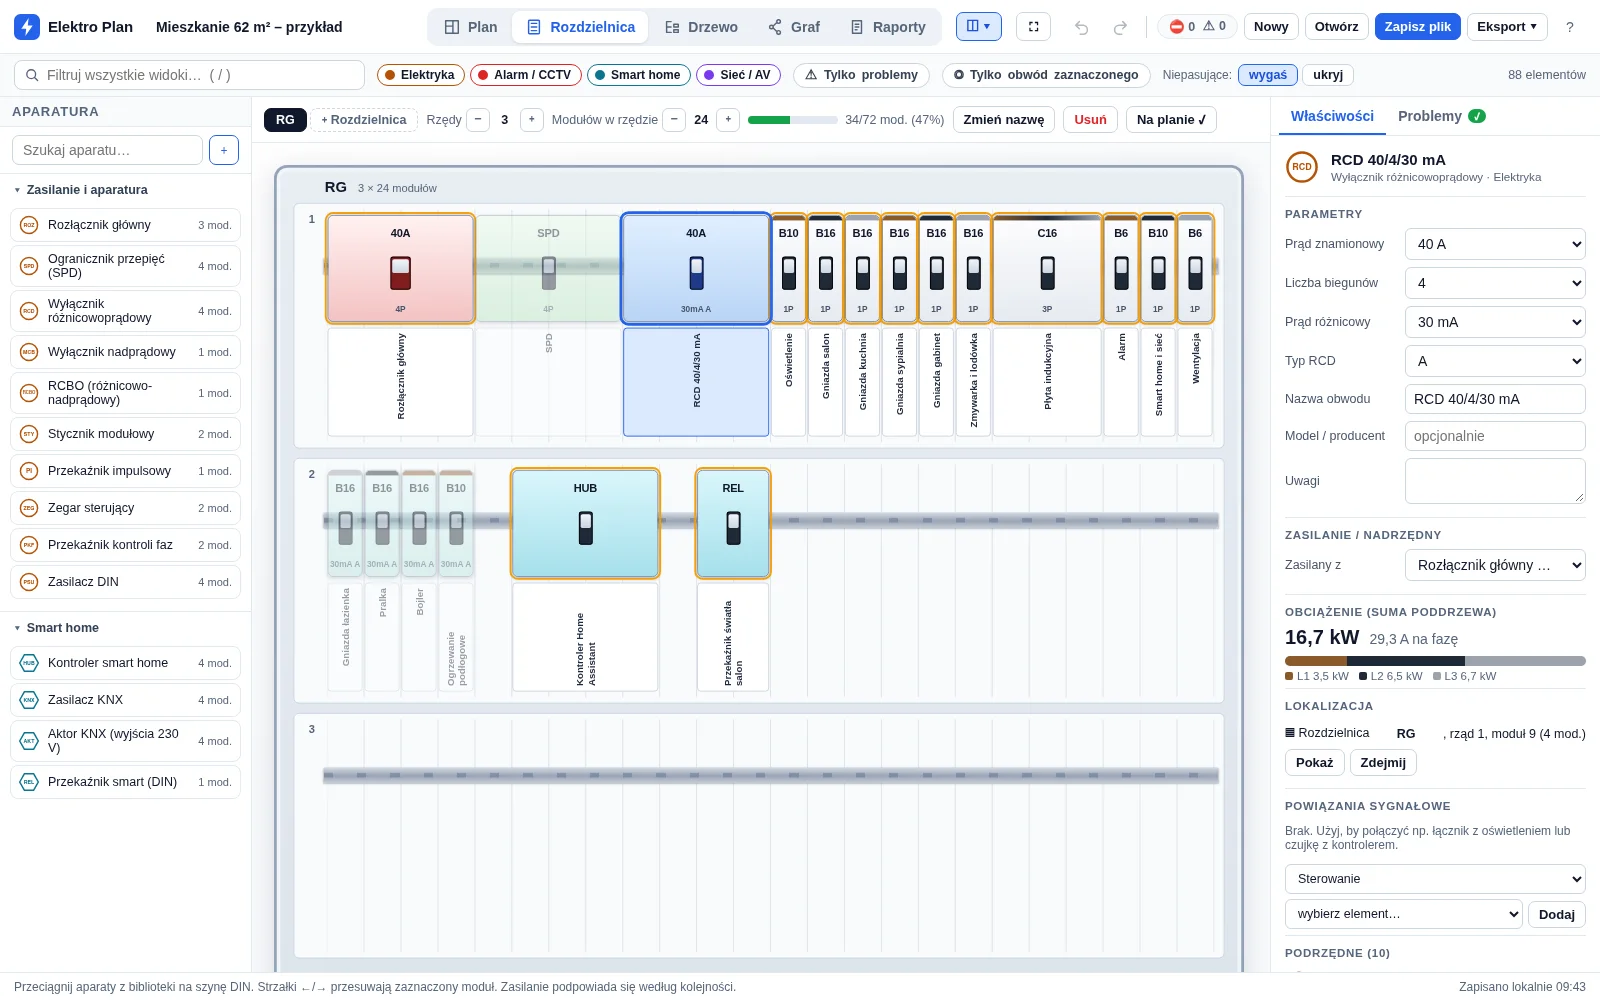 Elektro Plan
Mieszkanie 62 m² – przykład
Plan
Rozdzielnica
Drzewo
Graf
Raporty
0 ⚠ 0
Nowy
Otwórz
Zapisz plik
Eksport ▾
?
Filtruj wszystkie widoki… ( / )
Elektryka
Alarm / CCTV
Smart home
Sieć / AV
⚠ Tylko problemy
Tylko obwód zaznaczonego
Niepasujące:
wygaś
ukryj
88 elementów
APARATURA
Szukaj aparatu…
+
Zasilanie i aparatura
ROZ Rozłącznik główny 3 mod.
SPD Ogranicznik przepięć (SPD) 4 mod.
RCD Wyłącznik różnicowoprądowy 4 mod.
MCB Wyłącznik nadprądowy 1 mod.
RCBO RCBO (różnicowo-nadprądowy) 1 mod.
STY Stycznik modułowy 2 mod.
PI Przekaźnik impulsowy 1 mod.
ZEG Zegar sterujący 2 mod.
PKF Przekaźnik kontroli faz 2 mod.
PSU Zasilacz DIN 4 mod.
Smart home
HUB Kontroler smart home 4 mod.
KNX Zasilacz KNX 4 mod.
AKT Aktor KNX (wyjścia 230 V) 4 mod.
REL Przekaźnik smart (DIN) 1 mod.
RG
+ Rozdzielnica
Rzędy − 3 +
Modułów w rzędzie − 24 +
34/72 mod. (47%)
Zmień nazwę
Usuń
Na planie ✓
RG 3 × 24 modułów
1
40A SPD 40A B10 B16 B16 B16 B16 B16 C16 B6 B10 B6
4P 4P 30mA A 1P 1P 1P 1P 1P 1P 3P 1P 1P 1P
Rozłącznik główny
SPD
RCD 40/4/30 mA
Oświetlenie
Gniazda salon
Gniazda kuchnia
Gniazda sypialnia
Gniazda gabinet
Zmywarka i lodówka
Płyta indukcyjna
Alarm
Smart home i sieć
Wentylacja
2
B16 B16 B16 B10 HUB REL
30mA A 30mA A 30mA A 30mA A
Gniazda łazienka
Pralka
Bojler
Ogrzewanie podłogowe
Kontroler Home Assistant
Przekaźnik światła salon
3
Właściwości
Problemy ✓
RCD
RCD 40/4/30 mA
Wyłącznik różnicowoprądowy · Elektryka
PARAMETRY
Prąd znamionowy 40 A
Liczba biegunów 4
Prąd różnicowy 30 mA
Typ RCD A
Nazwa obwodu RCD 40/4/30 mA
Model / producent opcjonalnie
Uwagi
ZASILANIE / NADRZĘDNY
Zasilany z Rozłącznik główny …
OBCIĄŻENIE (SUMA PODDRZEWA)
16,7 kW 29,3 A na fazę
L1 3,5 kW L2 6,5 kW L3 6,7 kW
LOKALIZACJA
Rozdzielnica RG , rząd 1, moduł 9 (4 mod.)
Pokaż
Zdejmij
POWIĄZANIA SYGNAŁOWE
Brak. Użyj, by połączyć np. łącznik z oświetleniem lub
czujkę z kontrolerem.
Sterowanie
wybierz element…
Dodaj
PODRZĘDNE (10)
Przeciągnij aparaty z biblioteki na szynę DIN. Strzałki ←/→ przesuwają zaznaczony moduł. Zasilanie podpowiada się według kolejności.
Zapisano lokalnie 09:43